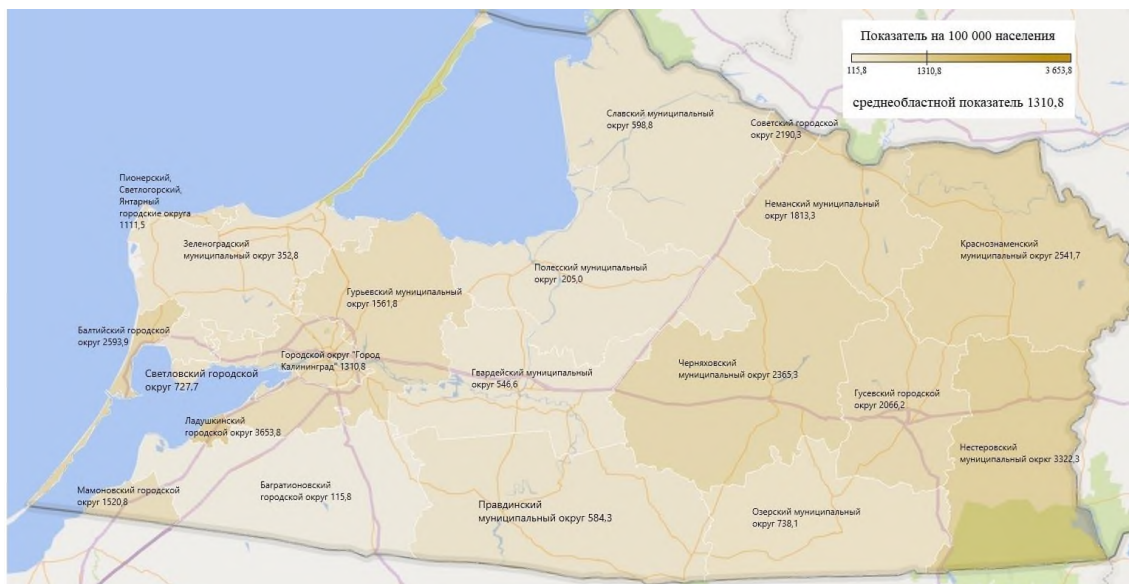 Показатель на 100 000 населения
115,8 1310,8 3 653,8
среднеобластной показатель 1310,8
Славский муниципальный
округ 598,8
Советский городской
округ 2190,3
Пионерский,
Светлогорский,
Янтарный
городские округа
1111,5
Неманский муниципальный
округ 1813,3
Зеленоградский
муниципальный округ 352,8
Краснознаменский
муниципальный округ 2541,7
Полесский муниципальный
округ 205,0
Гурьевский муниципальный
округ 1561,8
Балтийский городской
округ 2593,9
Городской округ "Город
Калининград" 1310,8
Светловский городской
округ 727,7
Гвардейский муниципальный
округ 546,6
Черняховский
муниципальный округ 2365,3
Гусевский городской
округ 2066,2
Ладушкинский
городской округ 3653,8
Нестеровский
муниципальный окркг 3322,3
Мамоновский городской
округ 1520,8
Багратионовский
городской округ 115,8
Правдинский
муниципальный округ 584,3
Озерский муниципальный
округ 738,1